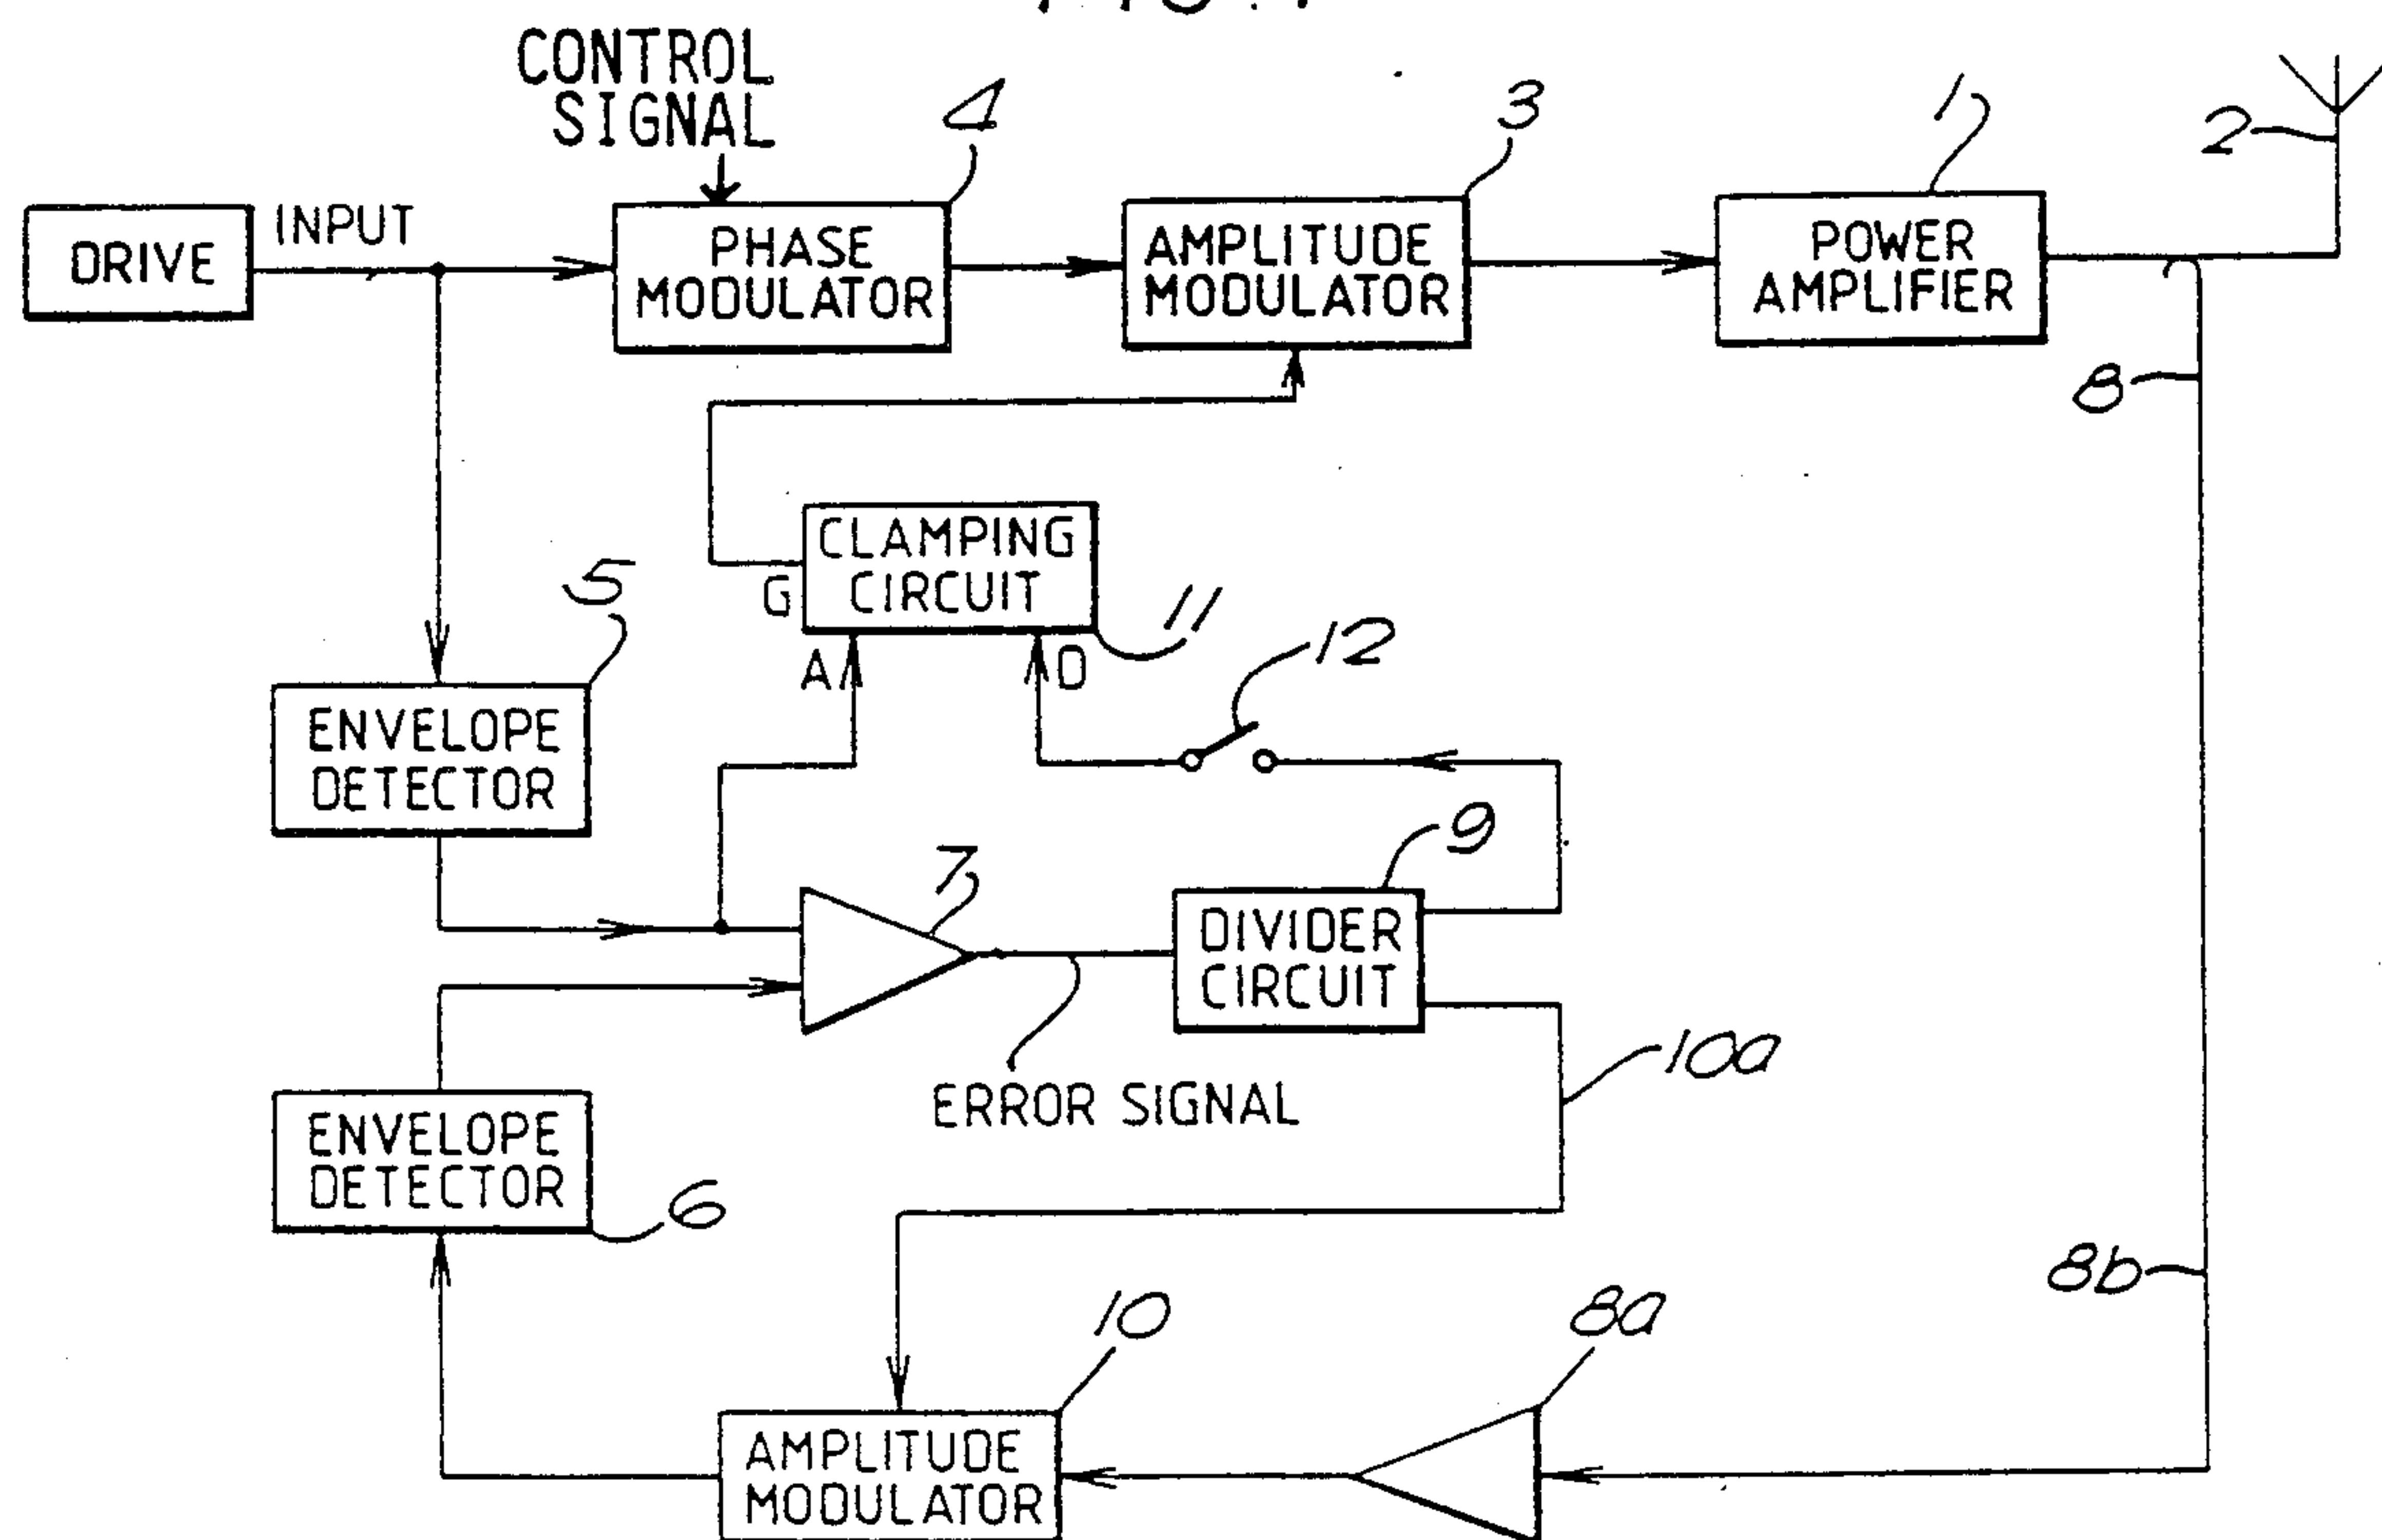 CONTROL
SIGNAL
4
3
1
2
DRIVE
INPUT
PHASE
MODULATOR
AMPLITUDE
MODULATOR
POWER
AMPLIFIER
8
CLAMPING
CIRCUIT
G
11
A
D
12
5
ENVELOPE
DETECTOR
7
9
DIVIDER
CIRCUIT
ERROR SIGNAL
10a
ENVELOPE
DETECTOR
6
8b
10
8a
AMPLITUDE
MODULATOR